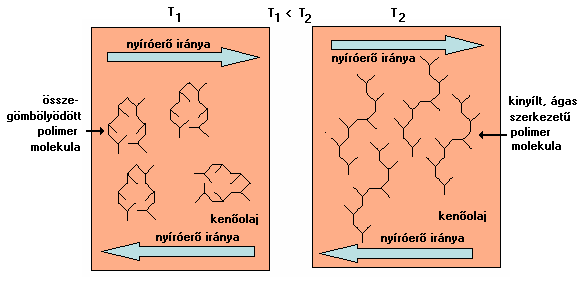 T1
T1 < T2
T2
nyíróerő iránya
nyíróerő iránya
össze-
gömbölyödött
polimer
molekula
kinyílt, ágas
szerkezetű
polimer
molekula
kenőolaj
kenőolaj
nyíróerő iránya
nyíróerő iránya